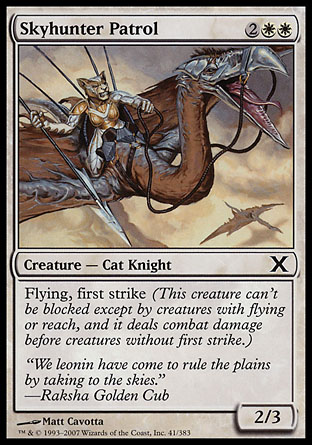 Skyhunter Patrol 2
Creature — Cat Knight X
Flying, first strike (This creature can't
be blocked except by creatures with flying
or reach, and it deals combat damage
before creatures without first strike.)
"We leonin have come to rule the plains
by taking to the skies."
—Raksha Golden Cub
Matt Cavotta
™ & © 1993–2007 Wizards of the Coast, Inc. 41/383
2/3